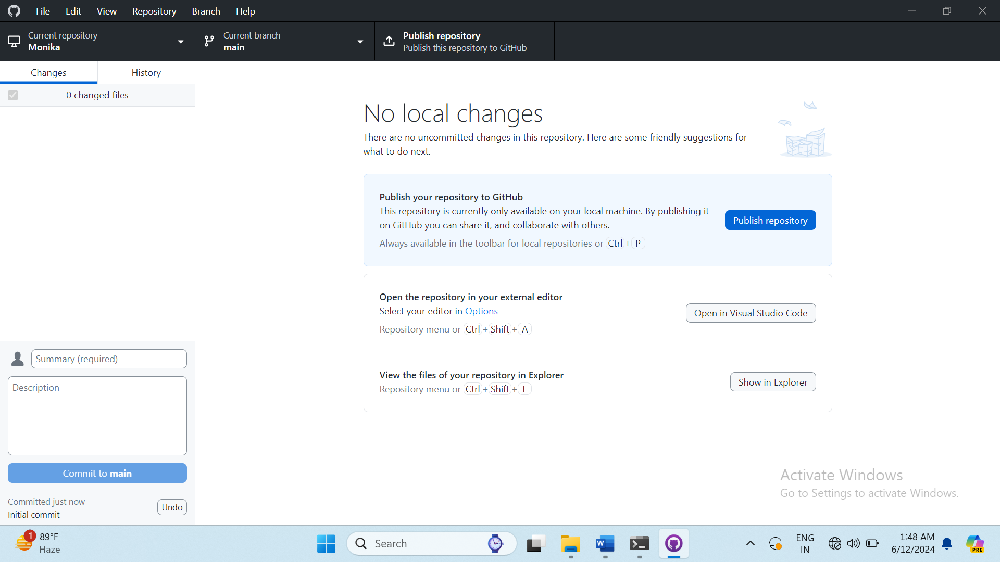 File Edit View Repository Branch Help
Current repository
Monika
Current branch
main
Publish repository
Publish this repository to GitHub
Changes History
0 changed files
No local changes
There are no uncommitted changes in this repository. Here are some friendly suggestions for
what to do next.
Publish your repository to GitHub
This repository is currently only available on your local machine. By publishing it
on GitHub you can share it, and collaborate with others.
Always available in the toolbar for local repositories or Ctrl + P
Publish repository
Open the repository in your external editor
Select your editor in Options
Repository menu or Ctrl + Shift + A
Open in Visual Studio Code
View the files of your repository in Explorer
Repository menu or Ctrl + Shift + F
Show in Explorer
Summary (required)
Description
Commit to main
Committed just now
Initial commit
Undo
Activate Windows
Go to Settings to activate Windows.
1
89°F
Haze
Search
W
ENG
IN
1:48 AM
6/12/2024
PRE